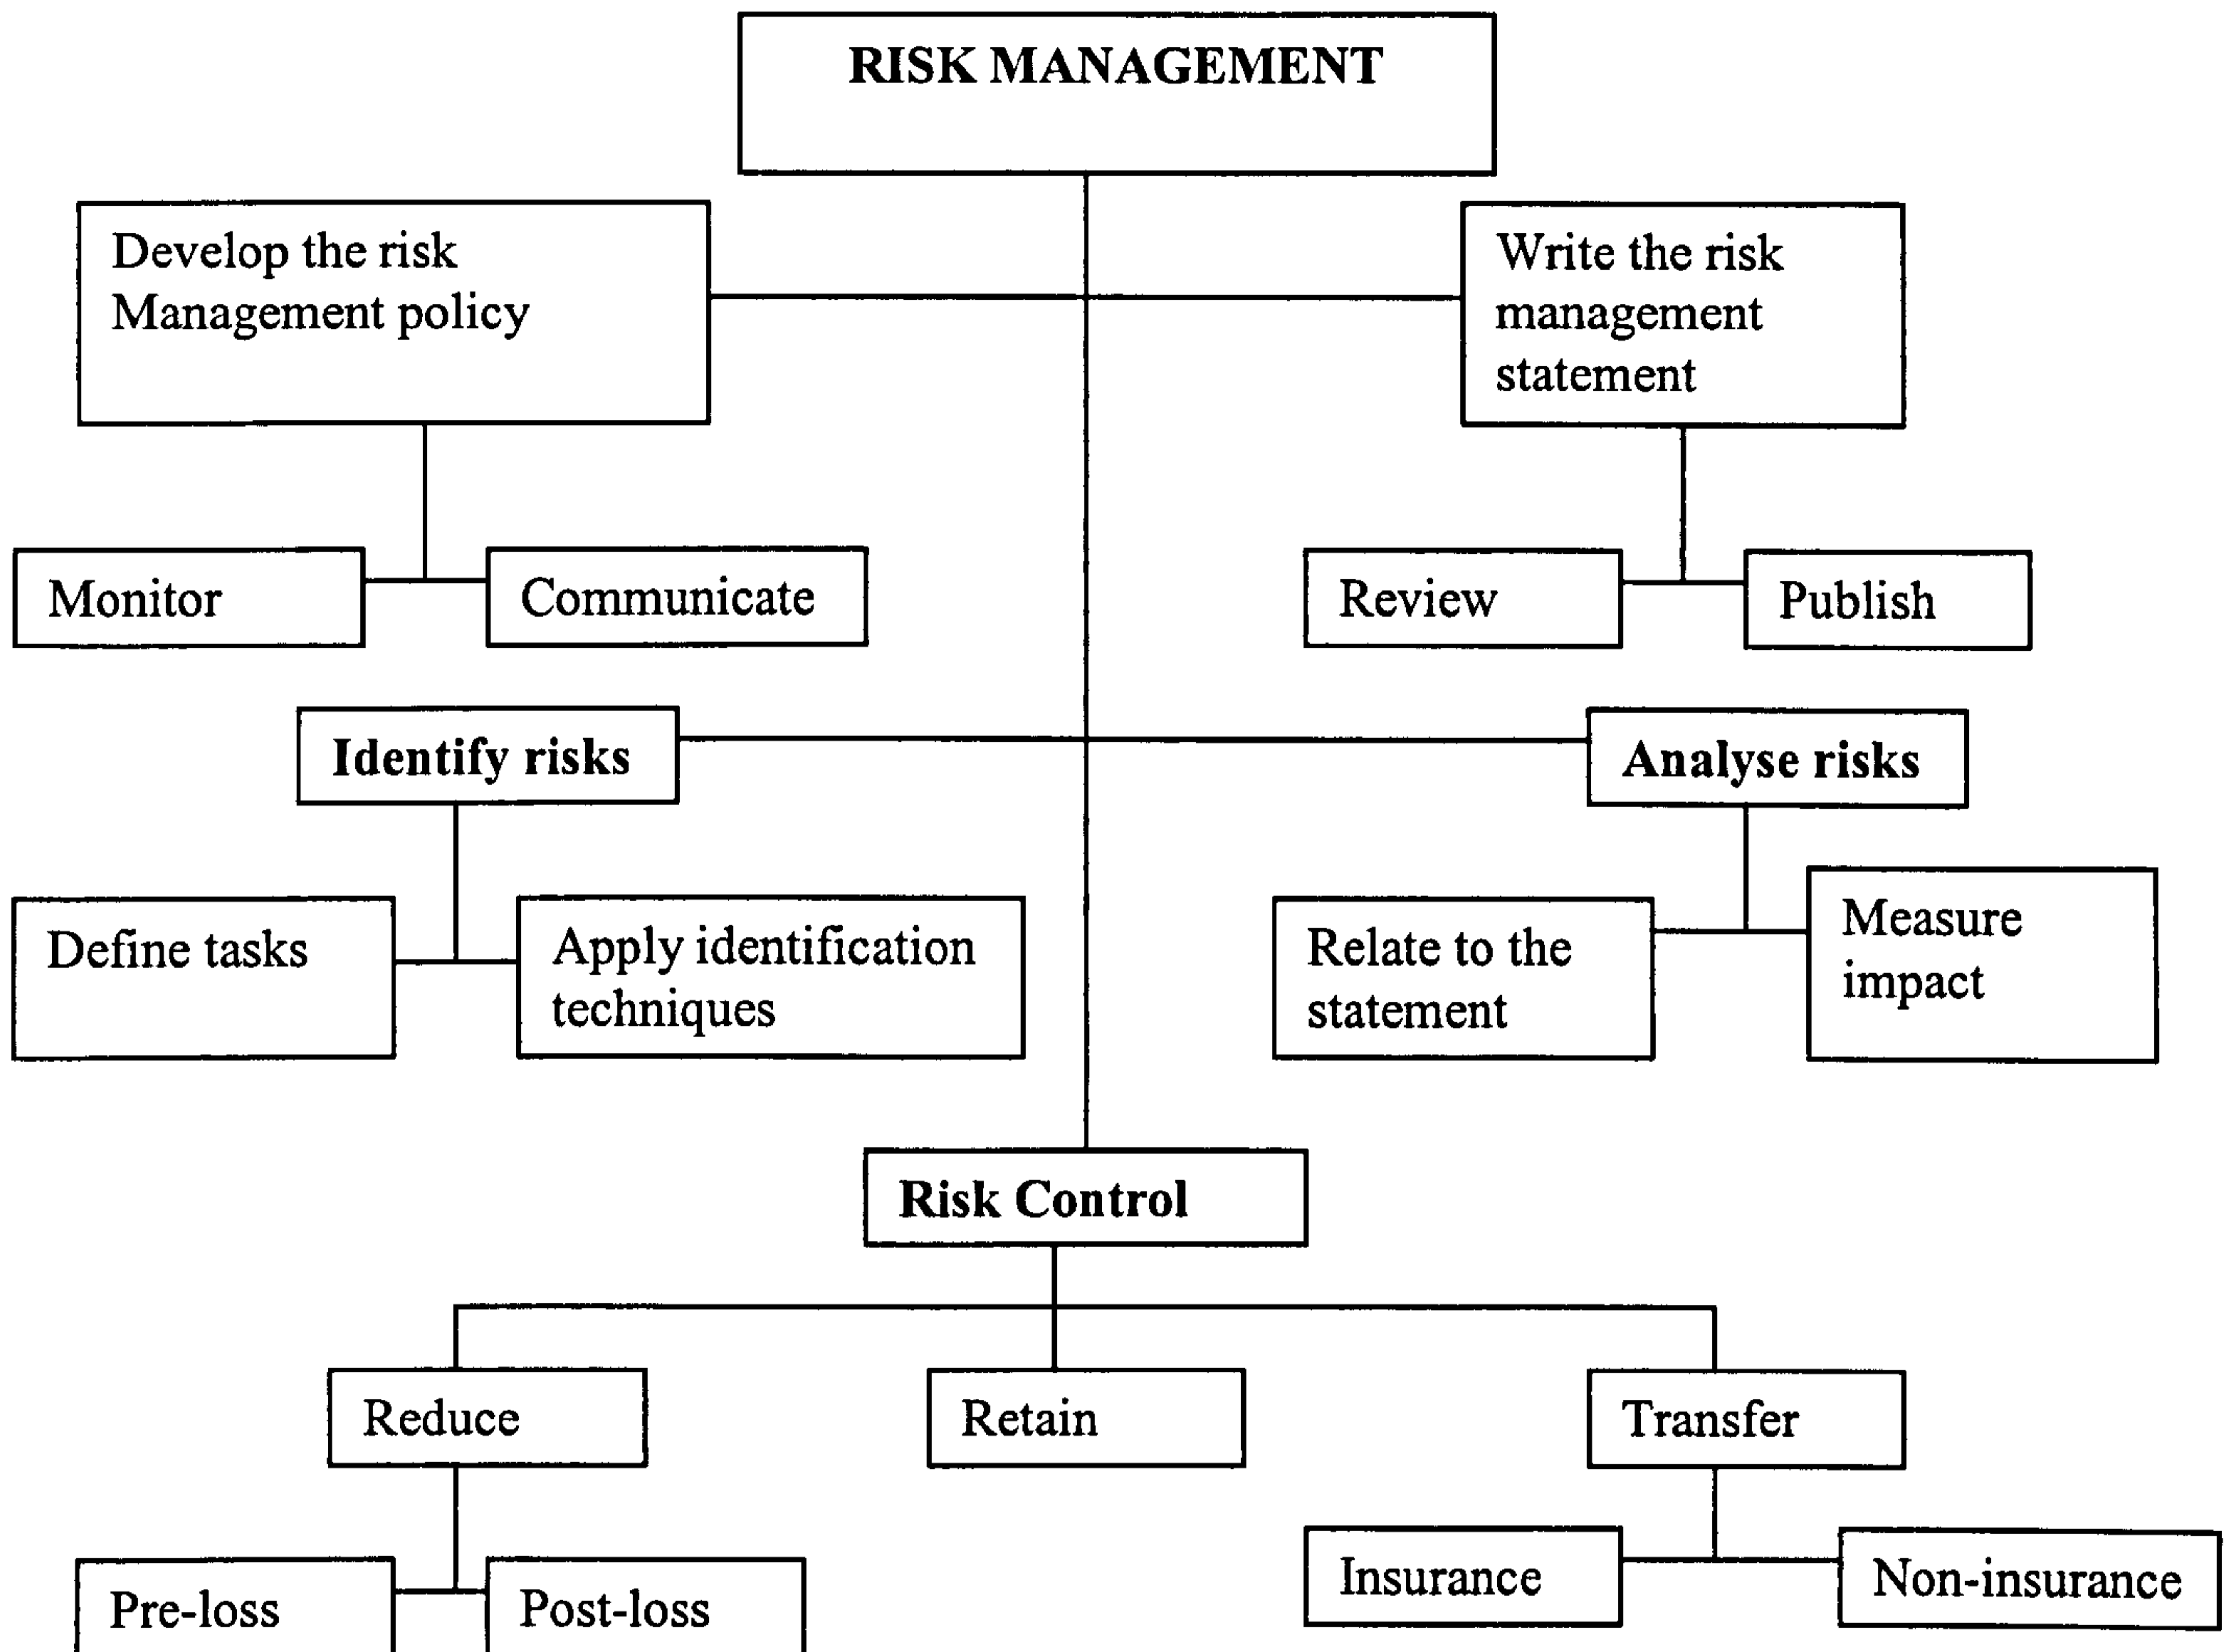 RISK MANAGEMENT
Develop the risk
Management policy
Write the risk
management
statement
Monitor
Communicate
Review
Publish
Identify risks
Analyse risks
Define tasks
Apply identification
techniques
Relate to the
statement
Measure
impact
Risk Control
Reduce
Retain
Transfer
Pre-loss
Post-loss
Insurance
Non-insurance